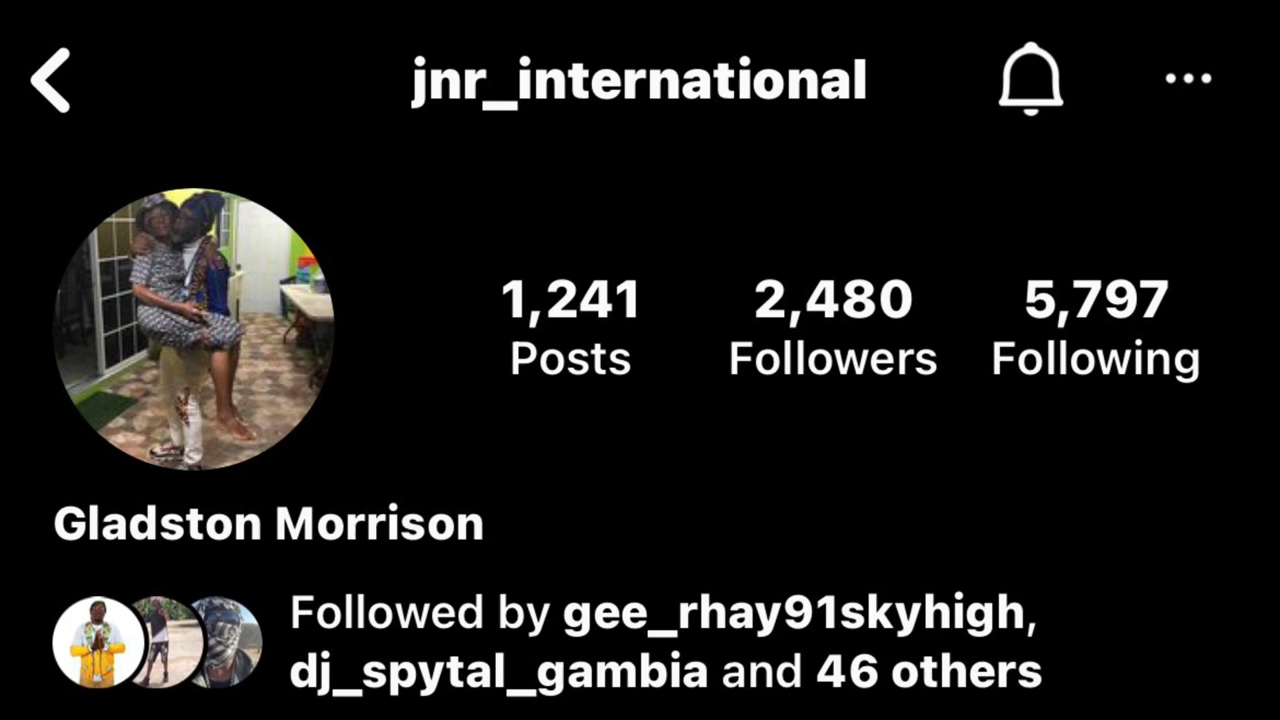 jnr_international
1,241 2,480 5,797
Posts Followers Following
Gladston Morrison
Followed by gee_rhay91skyhigh,
dj_spytal_gambia and 46 others